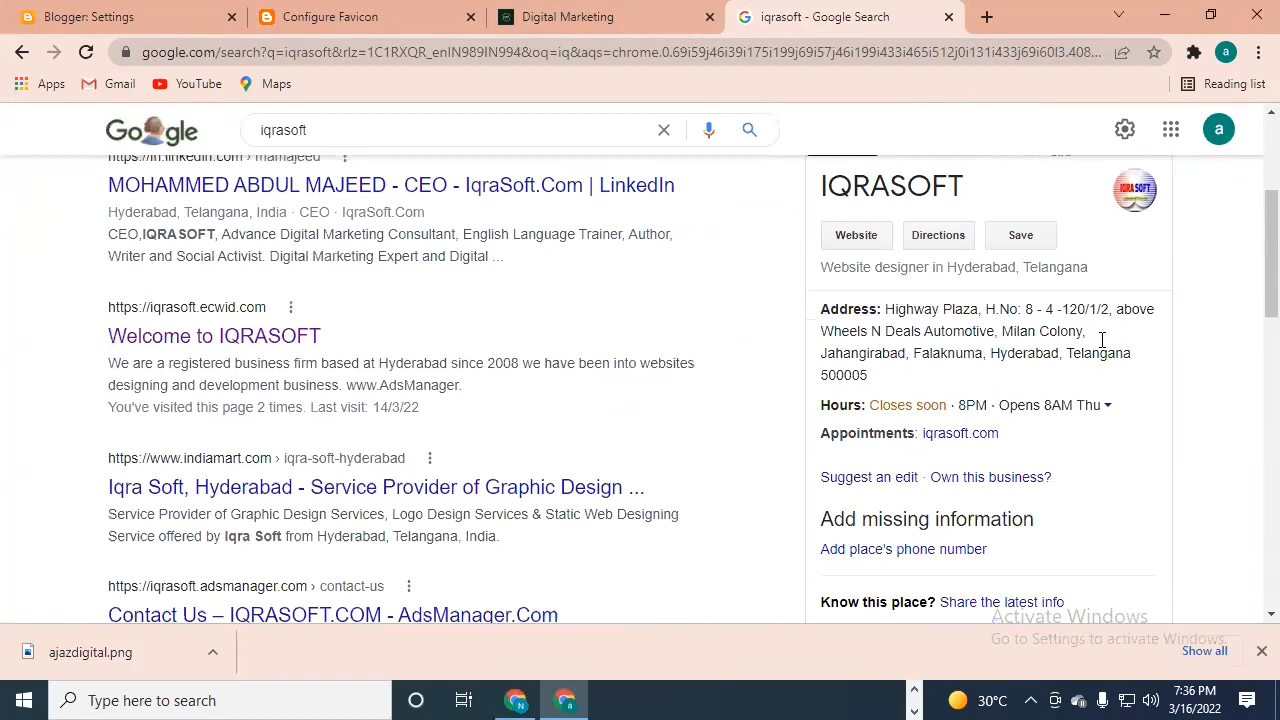 Blogger: Settings
Configure Favicon
Digital Marketing
iqrasoft - Google Search
google.com/search?q=iqrasoft&rlz=1C1RXQR_enIN989IN994&oq=iq&aqs=chrome.0.69i59j46i39i175i199j69i57j46i199i433i465i512j0i131i433j69i60l3.408...
Apps
Gmail
YouTube
Maps
Reading list
Google
iqrasoft
a
https://in.linkedin.com › mamajeed
MOHAMMED ABDUL MAJEED - CEO - IqraSoft.Com | LinkedIn
Hyderabad, Telangana, India · CEO · IqraSoft.Com
CEO,IQRASOFT, Advance Digital Marketing Consultant, English Language Trainer, Author,
Writer and Social Activist. Digital Marketing Expert and Digital ...
https://iqrasoft.ecwid.com
Welcome to IQRASOFT
We are a registered business firm based at Hyderabad since 2008 we have been into websites
designing and development business. www.AdsManager.
You've visited this page 2 times. Last visit: 14/3/22
https://www.indiamart.com › iqra-soft-hyderabad
Iqra Soft, Hyderabad - Service Provider of Graphic Design ...
Service Provider of Graphic Design Services, Logo Design Services & Static Web Designing
Service offered by Iqra Soft from Hyderabad, Telangana, India.
https://iqrasoft.adsmanager.com › contact-us
Contact Us – IQRASOFT.COM - AdsManager.Com
IQRASOFT
IQRA SOFT
Website
Directions
Save
Website designer in Hyderabad, Telangana
Address: Highway Plaza, H.No: 8 - 4 -120/1/2, above
Wheels N Deals Automotive, Milan Colony,
Jahangirabad, Falaknuma, Hyderabad, Telangana
500005
Hours: Closes soon · 8PM · Opens 8AM Thu
Appointments: iqrasoft.com
Suggest an edit · Own this business?
Add missing information
Add place's phone number
Know this place? Share the latest info
Activate Windows
Go to Settings to activate Windows.
ajazdigital.png
Show all
Type here to search
30°C
7:36 PM
3/16/2022